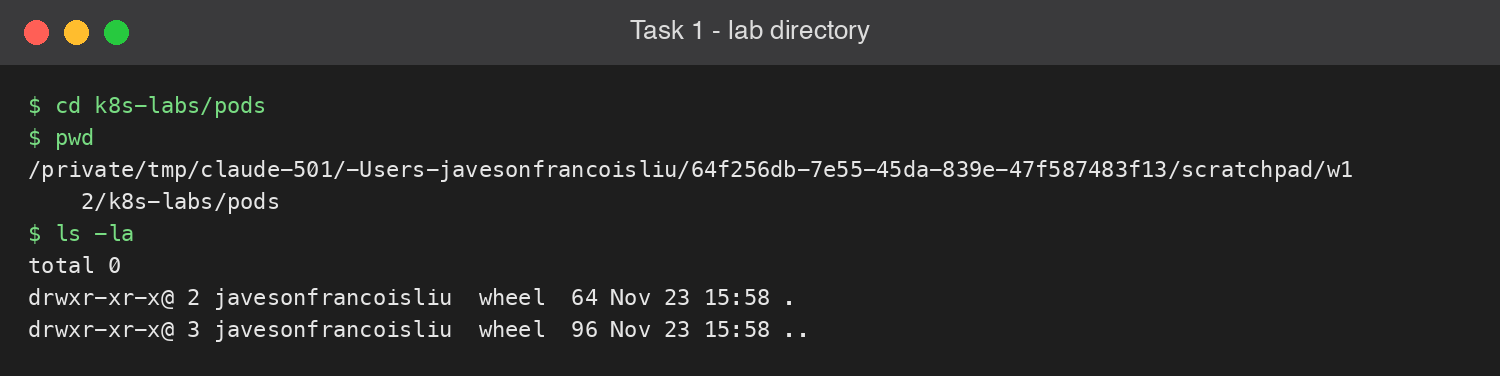 Task 1 - lab directory
$ cd k8s-labs/pods
$ pwd
/private/tmp/claude-501/-Users-javesonfrancoisliu/64f256db-7e55-45da-839e-47f587483f13/scratchpad/w1
    2/k8s-labs/pods
$ ls -la
total 0
drwxr-xr-x@ 2 javesonfrancoisliu  wheel  64 Nov 23 15:58 .
drwxr-xr-x@ 3 javesonfrancoisliu  wheel  96 Nov 23 15:58 ..